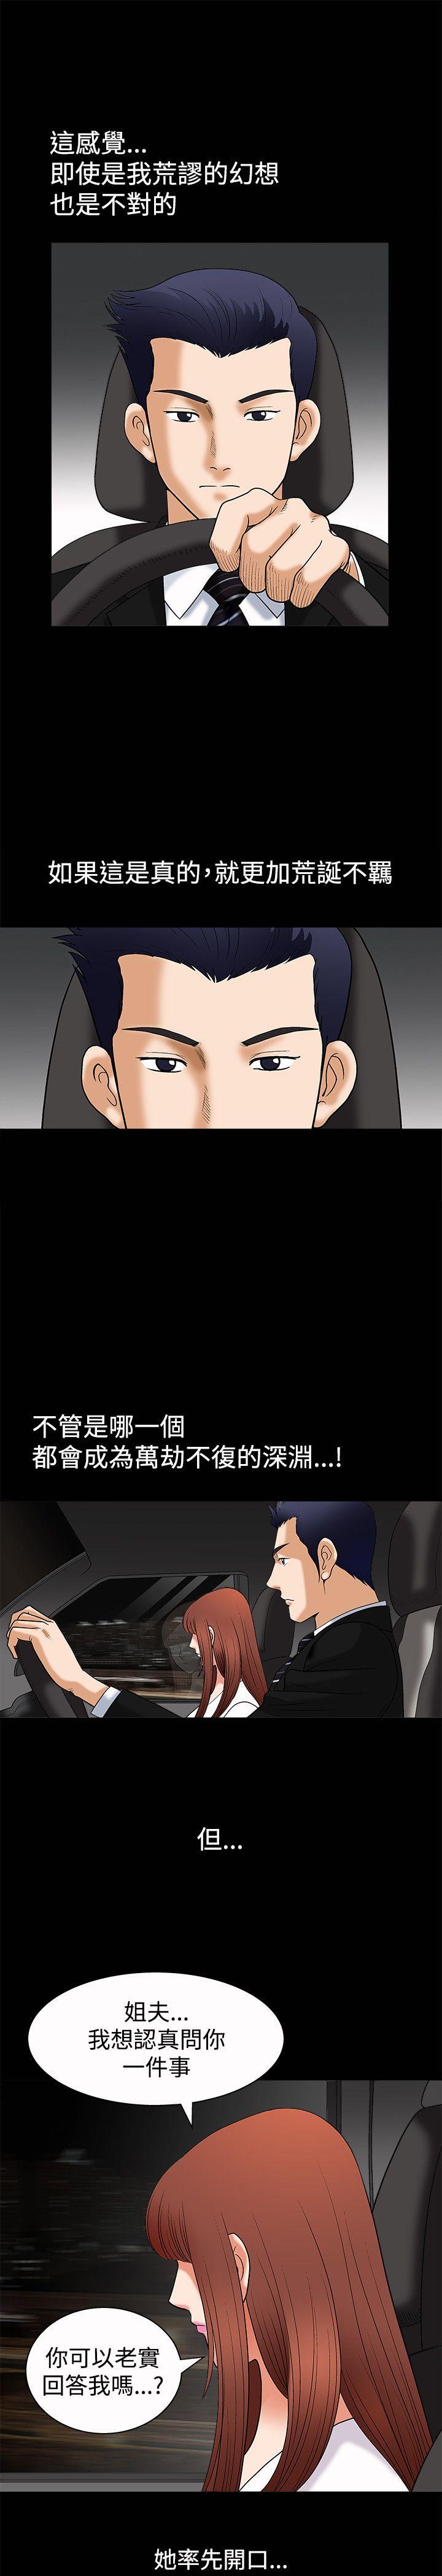 這感覺...
即使是我荒謬的幻想
也是不對的
如果這是真的，就更加荒誕不羈
不管是哪一個
都會成為萬劫不復的深淵...!
但...
姐夫...
我想認真問你
一件事
你可以老實
回答我嗎...?
她率先開口...